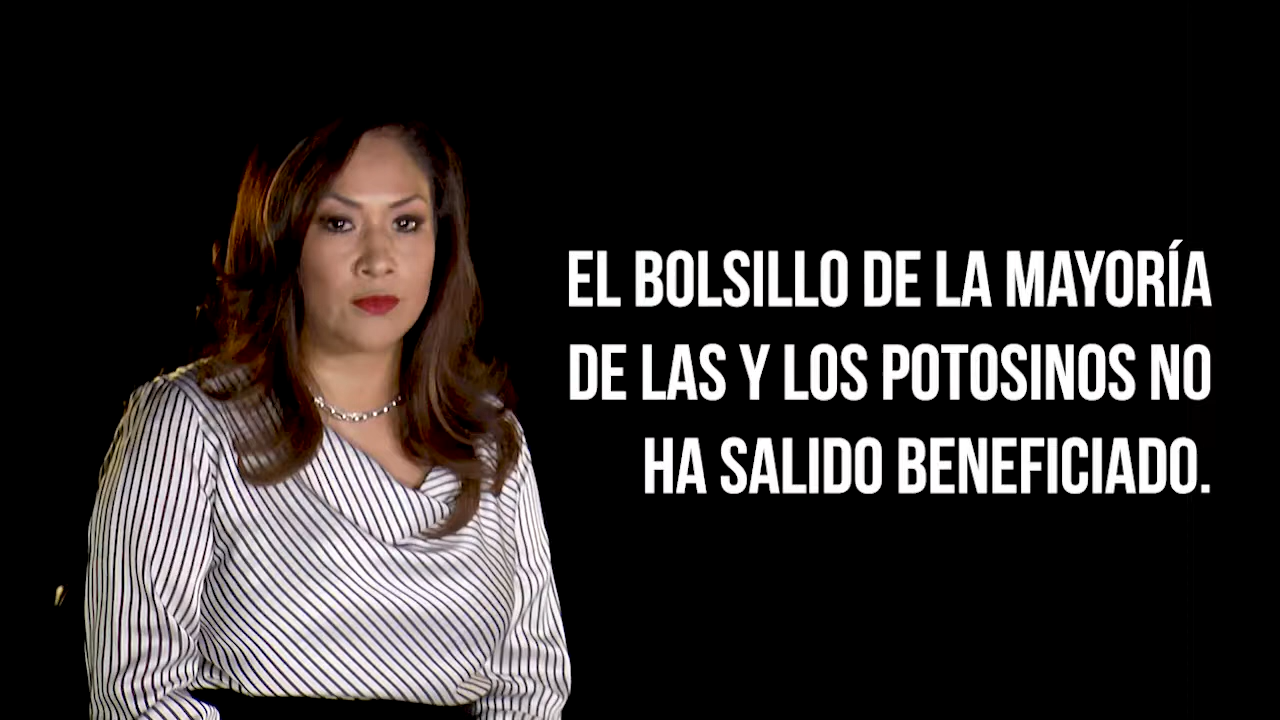 EL BOLSILLO DE LA MAYORÍA
DE LAS Y LOS POTOSINOS NO
HA SALIDO BENEFICIADO.